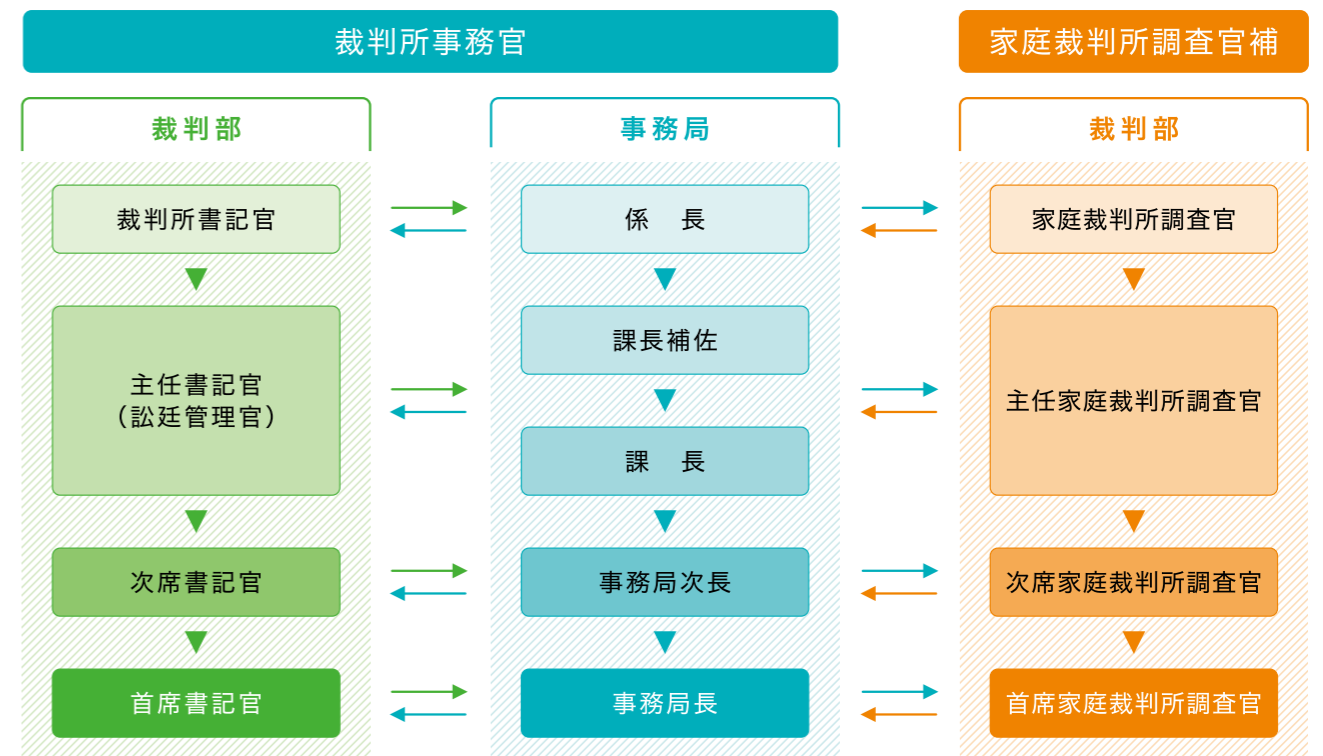 裁判所事務官
家庭裁判所調査官補
裁判部
事務局
裁判部
裁判所書記官
係　長
家庭裁判所調査官
主任書記官
（訟廷管理官）
課長補佐
課　長
主任家庭裁判所調査官
次席書記官
事務局次長
次席家庭裁判所調査官
首席書記官
事務局長
首席家庭裁判所調査官